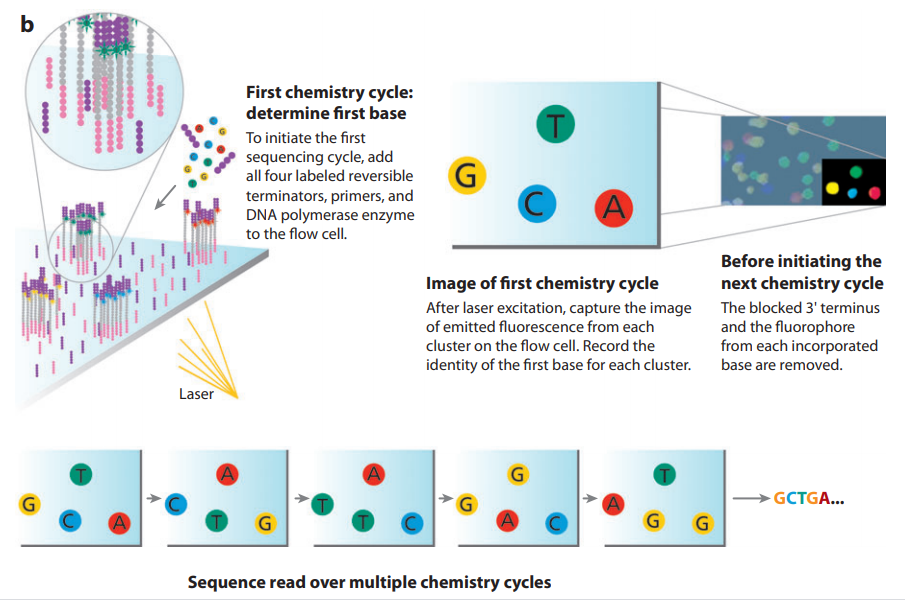 b
First chemistry cycle:
determine first base
To initiate the first
sequencing cycle, add
all four labeled reversible
terminators, primers, and
DNA polymerase enzyme
to the flow cell.
C
G
A
C
C
A
T
G
G
T
Laser
T
G
C
A
Image of first chemistry cycle
After laser excitation, capture the image
of emitted fluorescence from each
cluster on the flow cell. Record the
identity of the first base for each cluster.
Before initiating the
next chemistry cycle
The blocked 3' terminus
and the fluorophore
from each incorporated
base are removed.
T
G
C
A
A
C
T
G
A
T
T
C
G
G
A
C
T
A
G
G
GCTGA...
Sequence read over multiple chemistry cycles